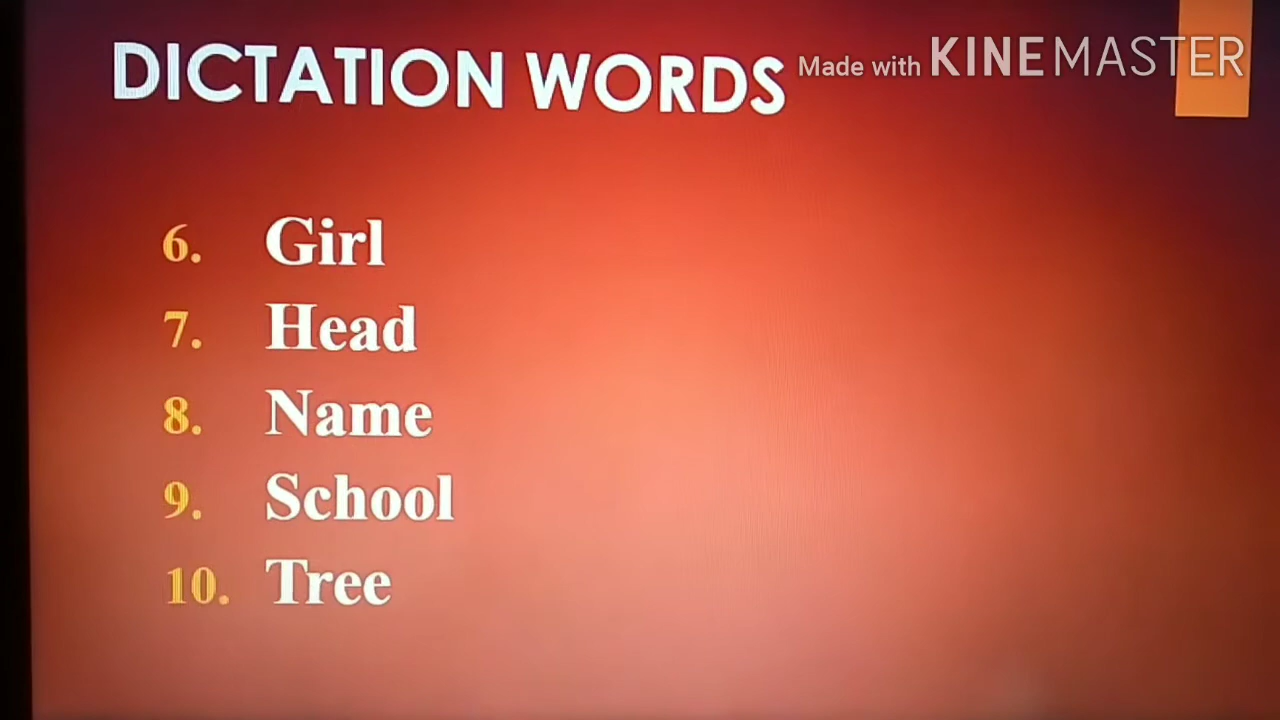 DICTATION WORDS
Made with KINEMASTER
6. Girl
7. Head
8. Name
9. School
10. Tree